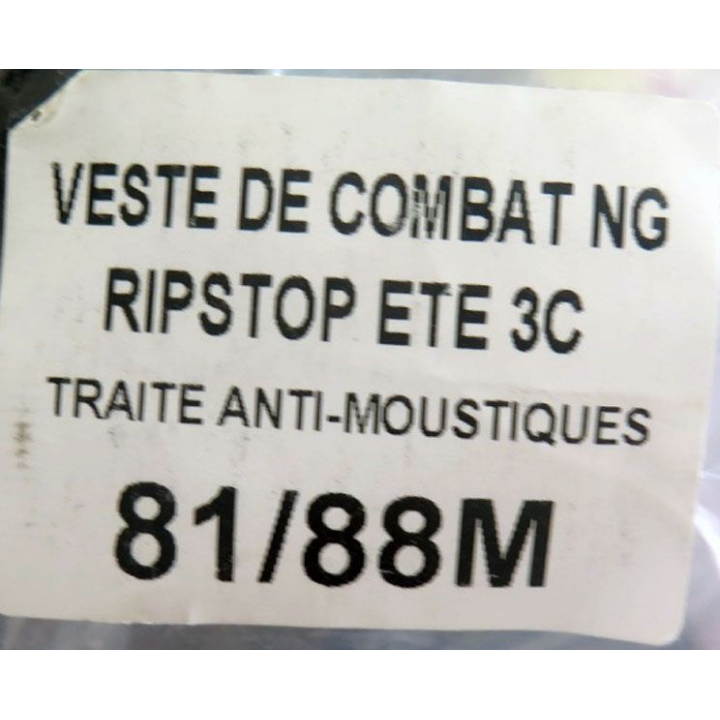 VESTE DE COMBAT NG
RIPSTOP ETE 3C
TRAITE ANTI-MOUSTIQUES
81/88M